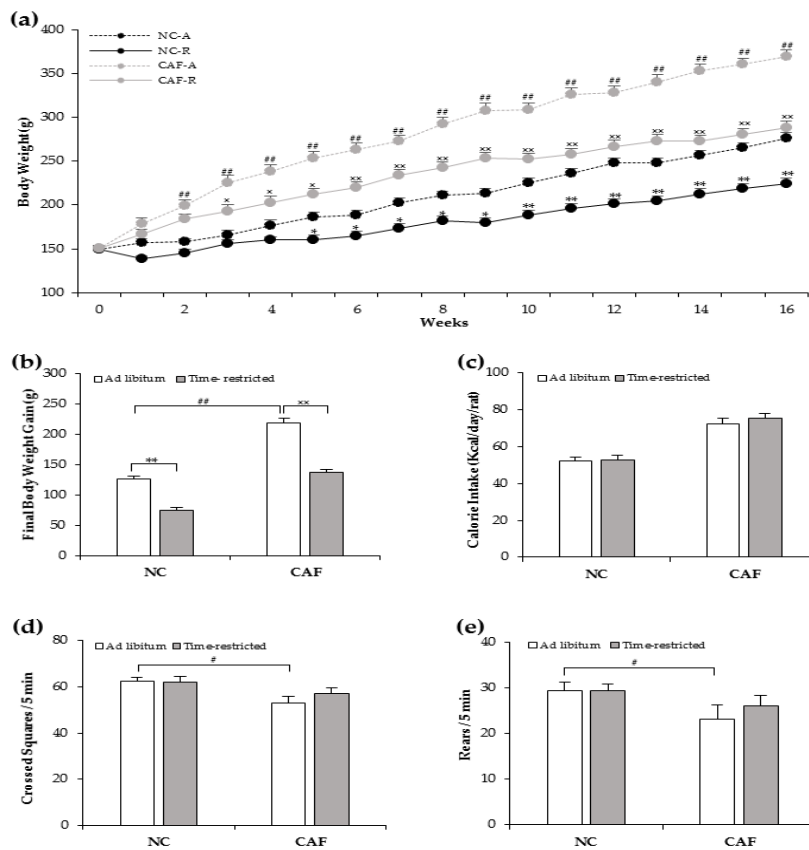 (a)
400
350
300
250
200
150
100
Body Weight (g)
NC-A
NC-R
CAF-A
CAF-R
## ## ## ## ## ## ## ## ## ## ## ## ## ## ##
× × × ×× ×× ×× ×× ×× ×× ×× ×× ×× ×× ××
* * * * * ** ** ** ** ** ** **
0 2 4 6 8 10 12 14 16
Weeks
(b)
300
250
200
150
100
50
0
Final Body Weight Gain (g)
Ad libitum Time-restricted
## ××
**
NC CAF
(c)
100
80
60
40
20
0
Calorie Intake (Kcal/day/rat)
Ad libitum Time-restricted
NC CAF
(d)
80
60
40
20
0
Crossed Squares / 5 min
Ad libitum Time-restricted
#
NC CAF
(e)
40
30
20
10
0
Rears / 5 min
Ad libitum Time-restricted
#
NC CAF